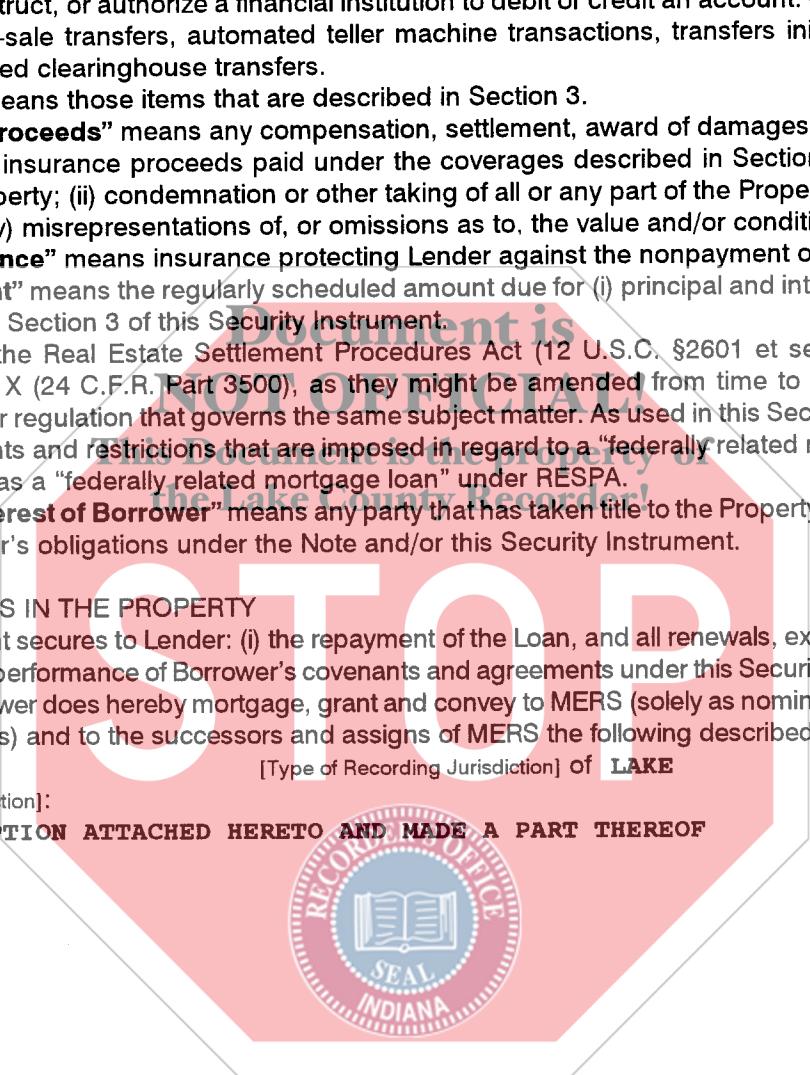 truct, or authorize a financial institution to debit or credit an account.
-sale transfers, automated teller machine transactions, transfers ini
ed clearinghouse transfers.
eans those items that are described in Section 3.
roceeds” means any compensation, settlement, award of damages
insurance proceeds paid under the coverages described in Section
perty; (ii) condemnation or other taking of all or any part of the Prope
v) misrepresentations of, or omissions as to, the value and/or conditi
nce” means insurance protecting Lender against the nonpayment o
nt” means the regularly scheduled amount due for (i) principal and int
Section 3 of this Security Instrument.
Document is
the Real Estate Settlement Procedures Act (12 U.S.C. §2601 et se
X (24 C.F.R. Part 3500), as they might be amended from time to
NOT OFFICIAL!
r regulation that governs the same subject matter. As used in this Sec
nts and restrictions that are imposed in regard to a “federally related
This Document is the property of
as a “federally related mortgage loan” under RESPA.
the Lake County Recorder!
erest of Borrower” means any party that has taken title to the Property
r’s obligations under the Note and/or this Security Instrument.
S IN THE PROPERTY
t secures to Lender: (i) the repayment of the Loan, and all renewals, ex
performance of Borrower’s covenants and agreements under this Securi
STOP
wer does hereby mortgage, grant and convey to MERS (solely as nomin
s) and to the successors and assigns of MERS the following described
[Type of Recording Jurisdiction] of LAKE
tion]:
TION ATTACHED HERETO AND MADE A PART THEREOF
RECORDER'S OFFICE
SEAL
INDIANA